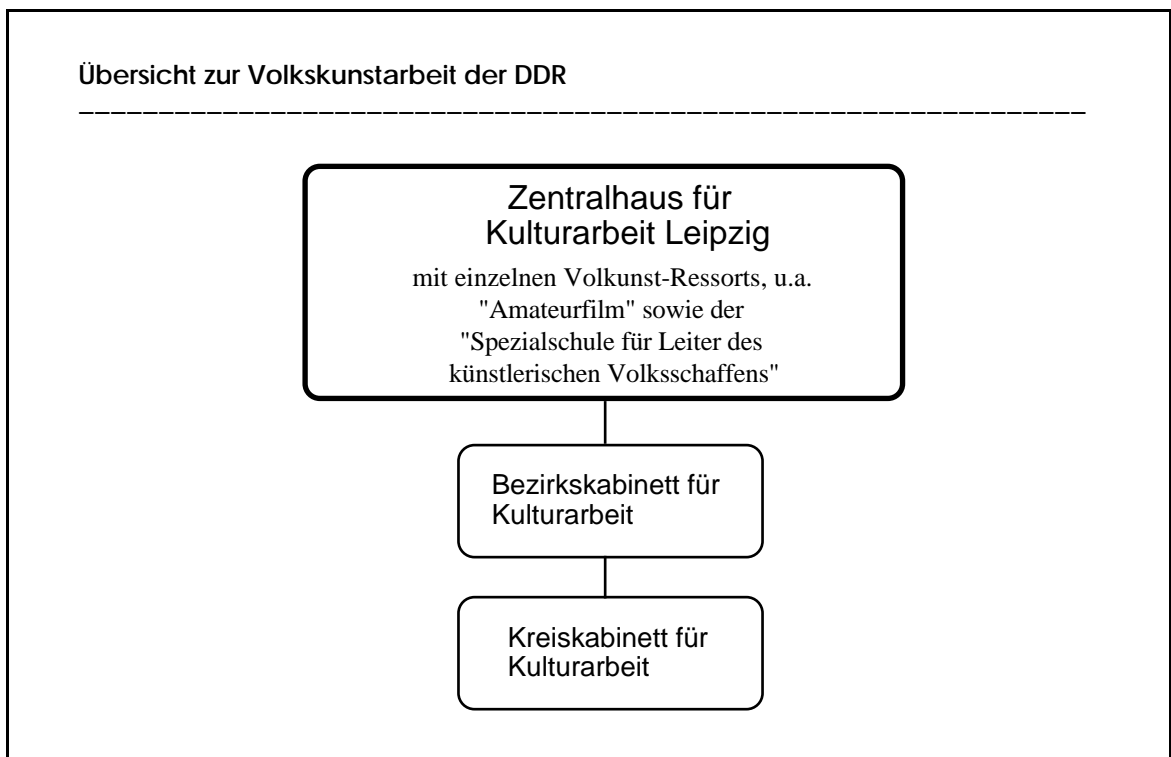 Übersicht zur Volkskunstarbeit der DDR
Zentralhaus für
Kulturarbeit Leipzig
mit einzelnen Volkunst-Ressorts, u.a.
"Amateurfilm" sowie der
"Spezialschule für Leiter des
künstlerischen Volksschaffens"
Bezirkskabinett für
Kulturarbeit
Kreiskabinett für
Kulturarbeit